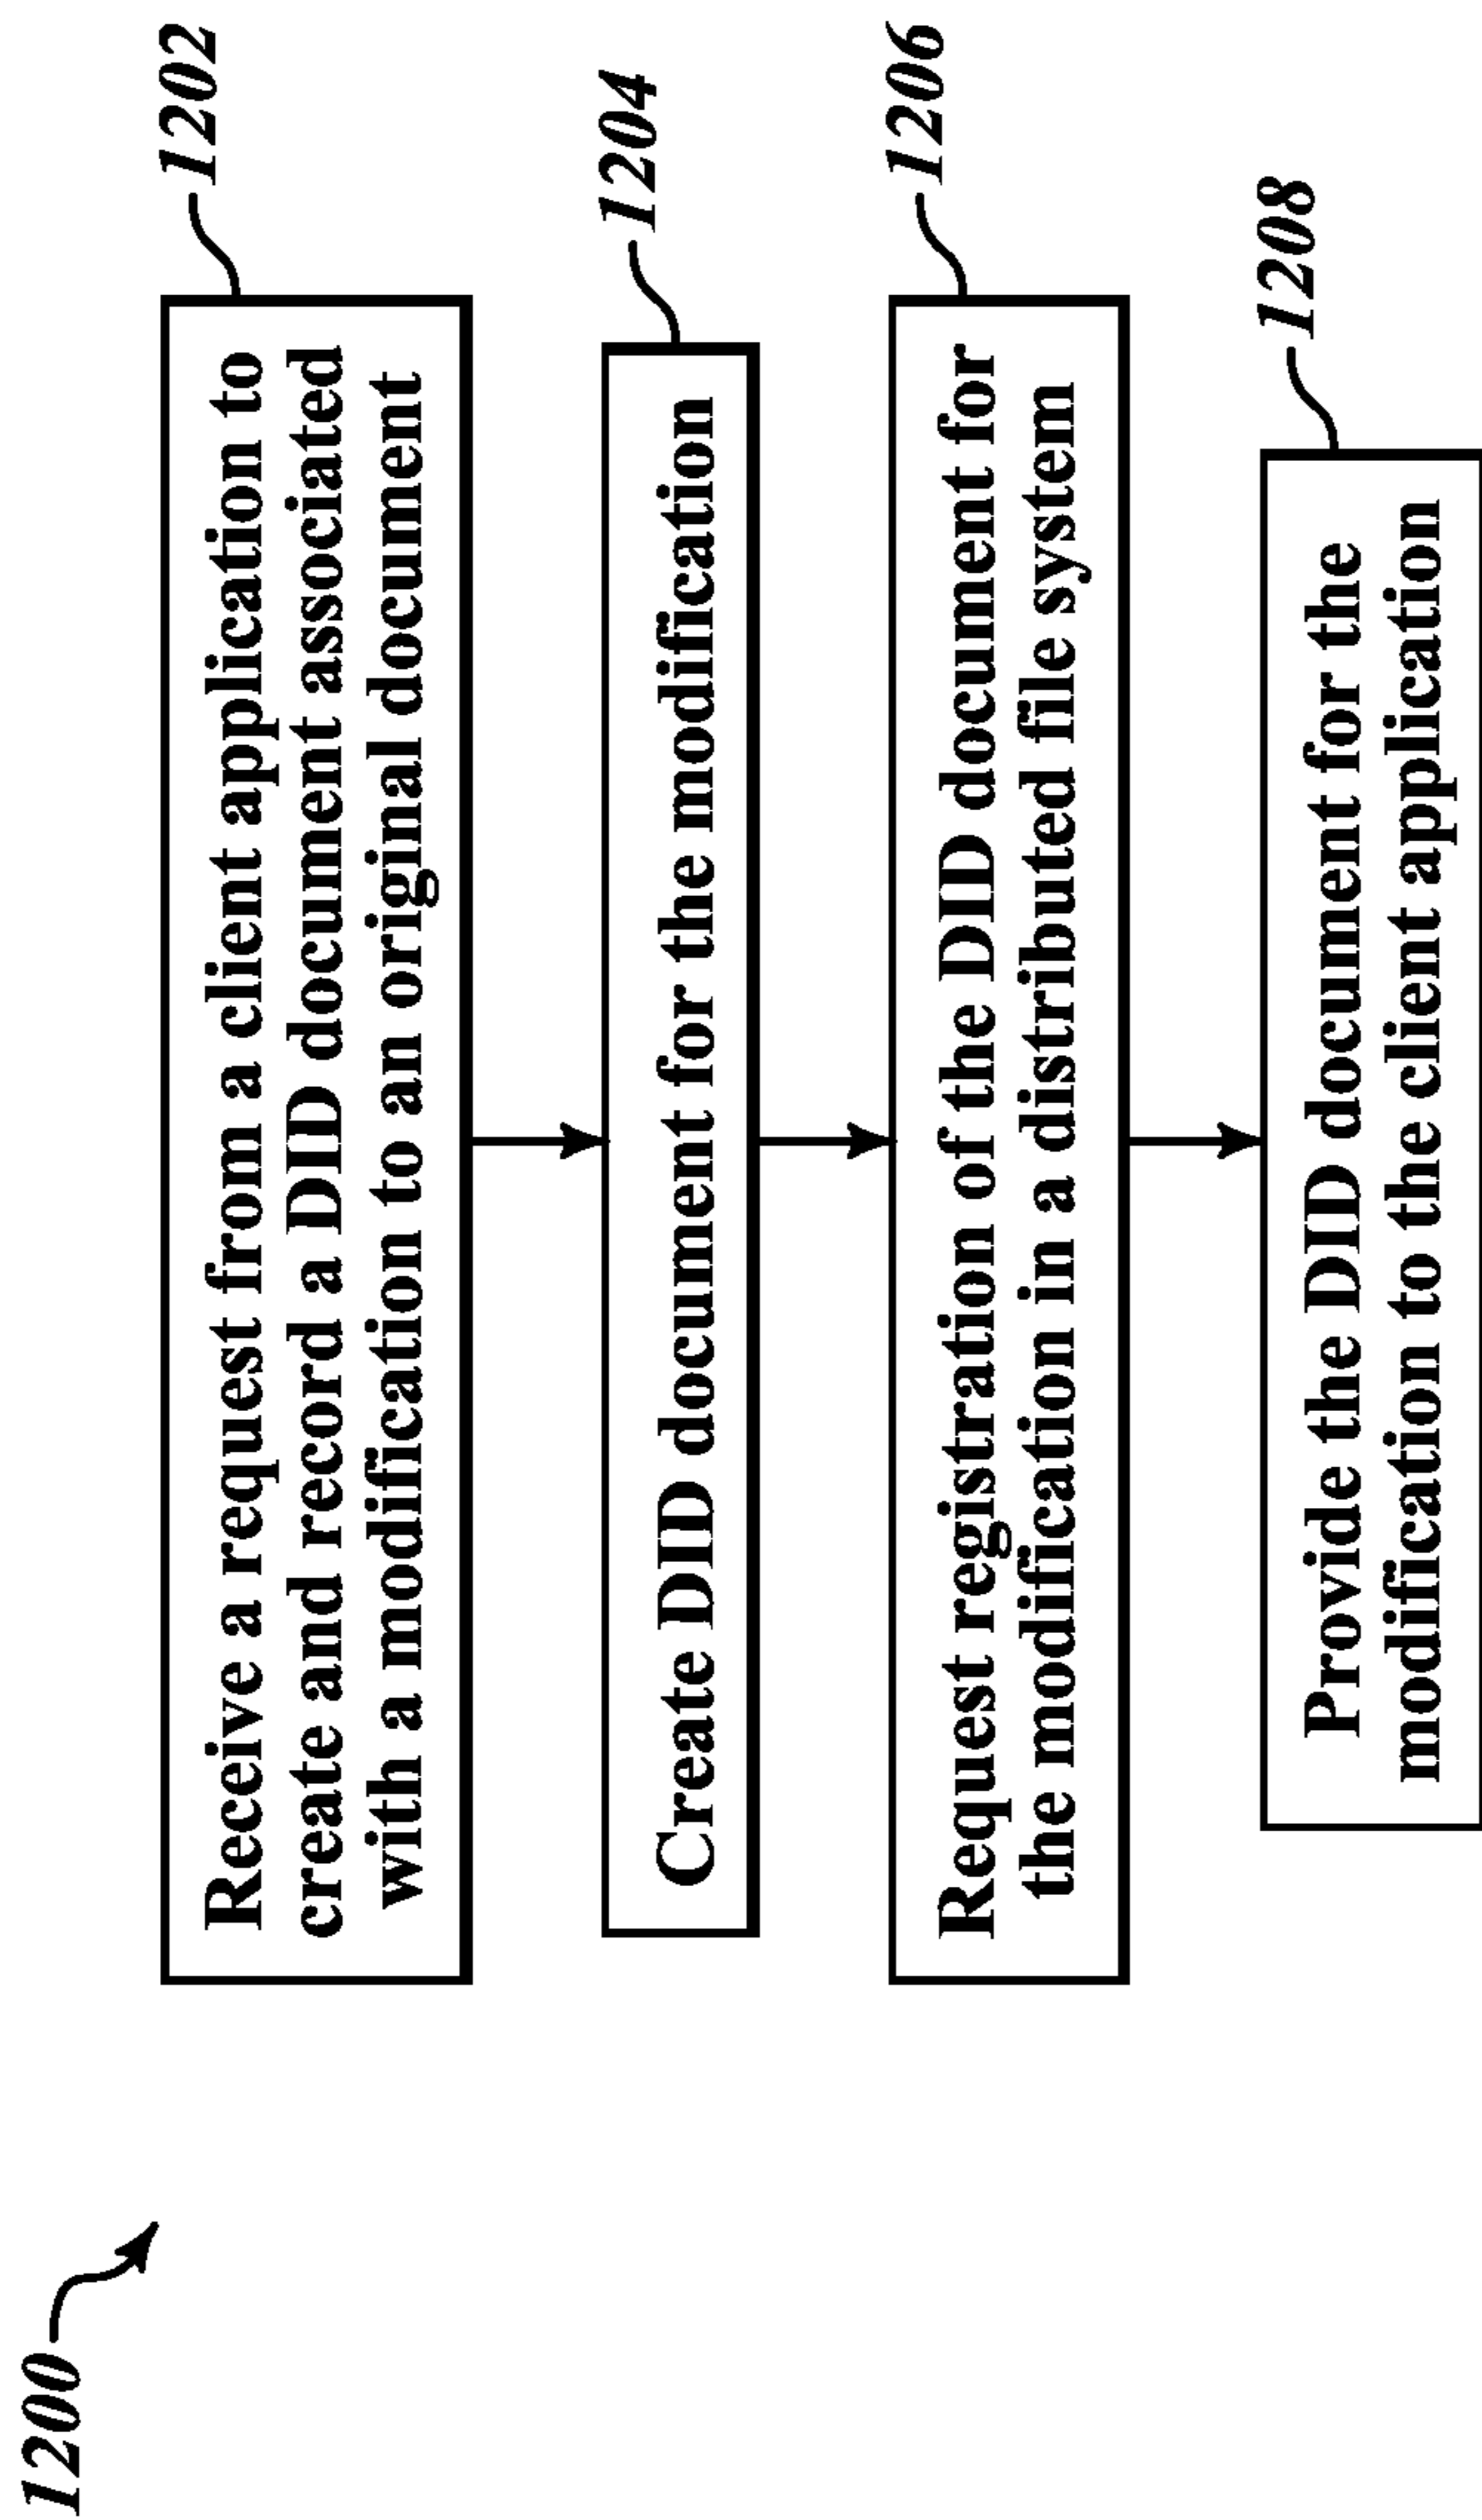 1200
Receive a request from a client application to
create and record a DID document associated
with a modification to an original document
1202
Create DID document for the modification
1204
Request registration of the DID document for
the modification in a distributed file system
1206
Provide the DID document for the
modification to the client application
1208